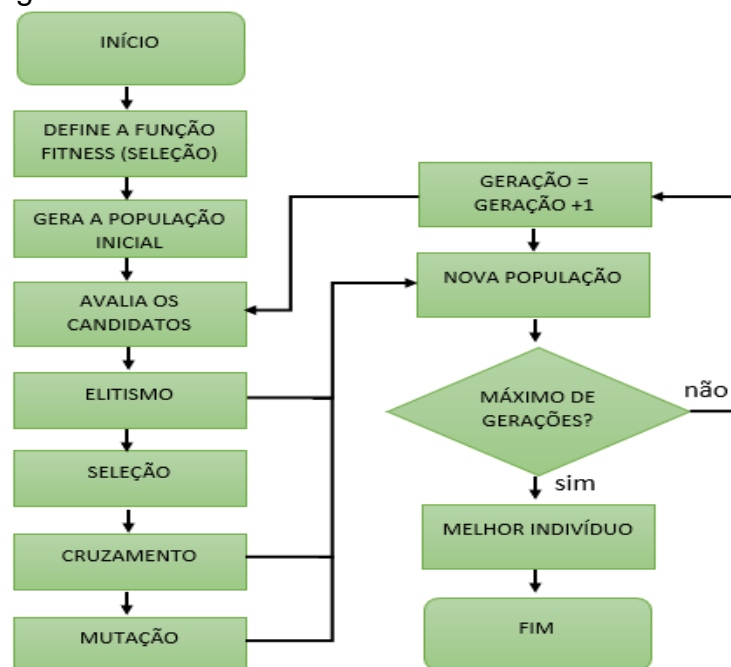 INÍCIO
DEFINE A FUNÇÃO
FITNESS (SELEÇÃO)
GERA A POPULAÇÃO
INICIAL
AVALIA OS
CANDIDATOS
ELITISMO
SELEÇÃO
CRUZAMENTO
MUTAÇÃO
GERAÇÃO =
GERAÇÃO +1
NOVA POPULAÇÃO
MÁXIMO DE
GERAÇÕES?
não
sim
MELHOR INDIVÍDUO
FIM